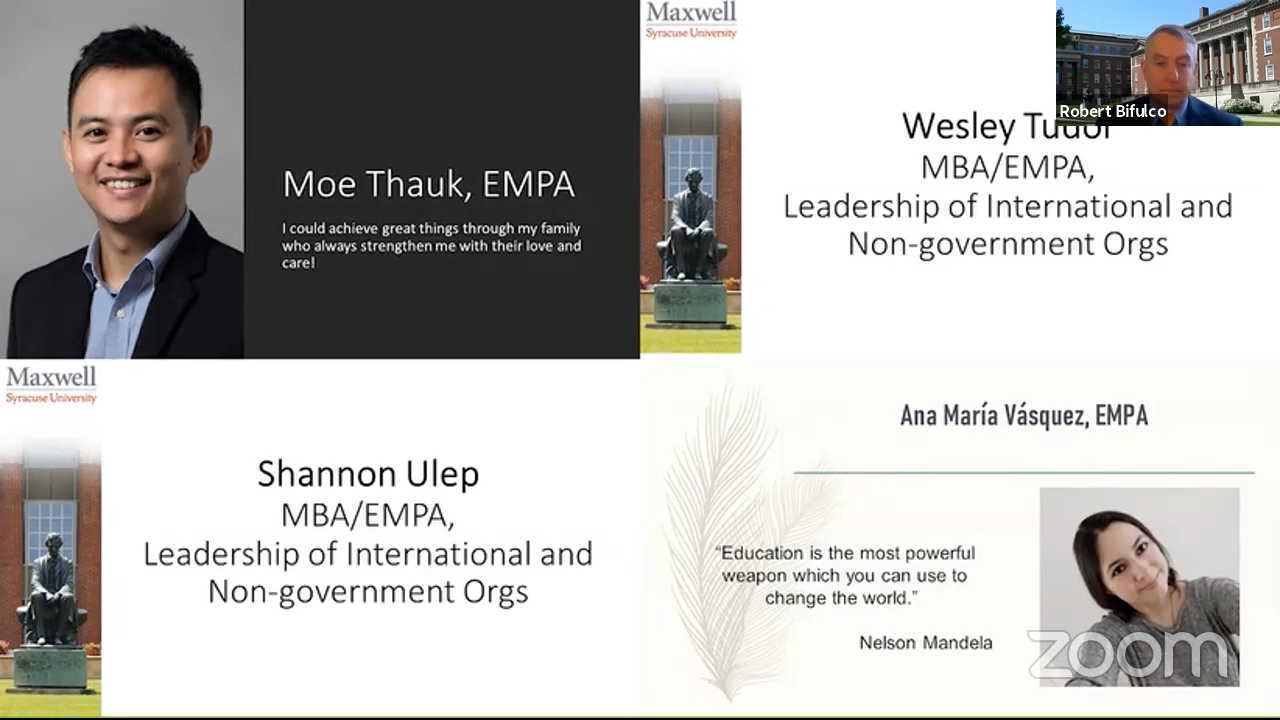 Moe Thauk, EMPA
I could achieve great things through my family
who always strengthen me with their love and
care!
Maxwell
Syracuse University
Robert Bifulco
Wesley Tudor
MBA/EMPA,
Leadership of International and
Non-government Orgs
Maxwell
Syracuse University
Shannon Ulep
MBA/EMPA,
Leadership of International and
Non-government Orgs
Ana María Vásquez, EMPA
“Education is the most powerful
weapon which you can use to
change the world.”
Nelson Mandela
zoom